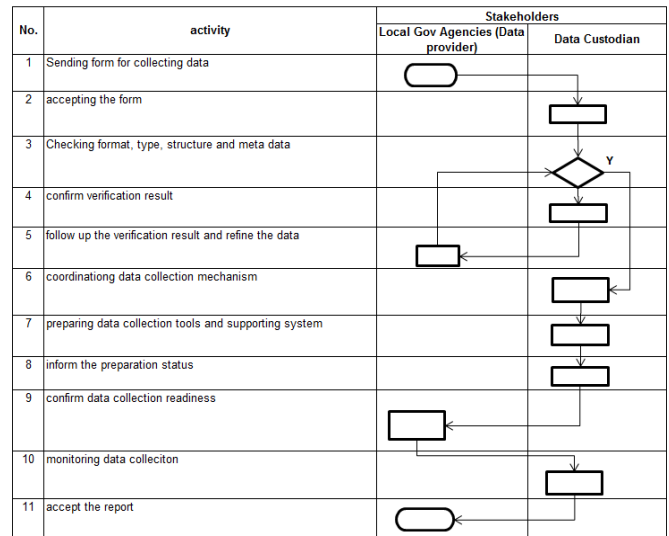 No.
activity
Stakeholders
Local Gov Agencies (Data
provider)
Data Custodian
1 Sending form for collecting data
2 accepting the form
3 Checking format, type, structure and meta data
Y
4 confirm verification result
5 follow up the verification result and refine the data
6 coordinationg data collection mechanism
7 preparing data collection tools and supporting system
8 inform the preparation status
9 confirm data collection readiness
10 monitoring data colleciton
11 accept the report